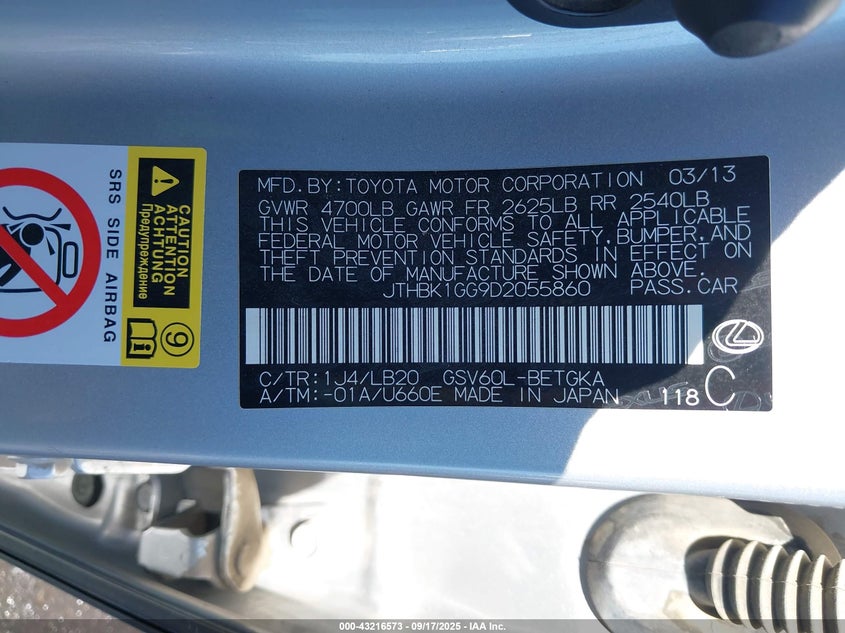 MFD.BY:TOYOTA MOTOR CORPORATION 03/13
GVWR 4700LB GAWR FR 2625LB RR 2540LB
THIS VEHICLE CONFORMS TO ALL APPLICABLE
FEDERAL MOTOR VEHICLE SAFETY,BUMPER,AND
THEFT PREVENTION STANDARDS IN EFFECT ON
THE DATE OF MANUFACTURE SHOWN ABOVE.
JTHBK1GG9D2055860 PASS.CAR
C/TR:1J4/LB20 GSV60L-BETGKA
A/TM:-01A/U660E MADE IN JAPAN 118 C
SRS SIDE AIRBAG
CAUTION
ATTENTION
ACHTUNG
Предупреждение
9
000-43216573 - 09/17/2025 - IAA Inc.